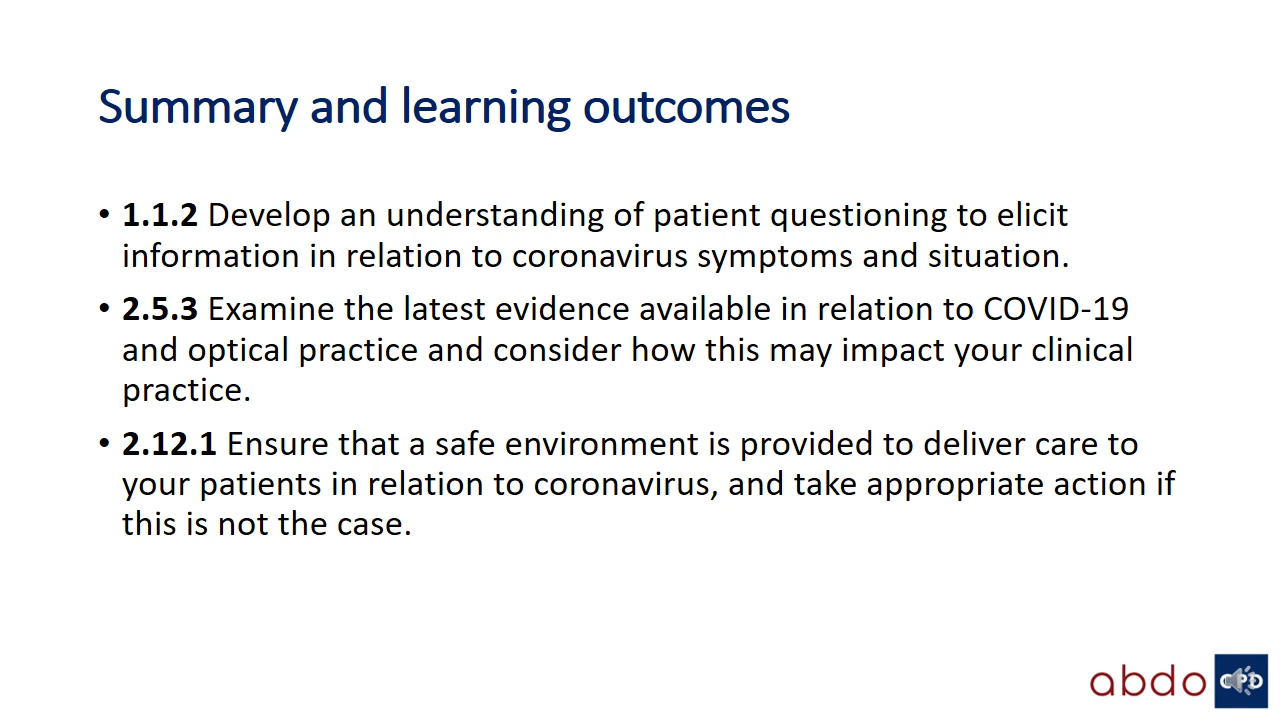 Summary and learning outcomes
• 1.1.2 Develop an understanding of patient questioning to elicit
information in relation to coronavirus symptoms and situation.
• 2.5.3 Examine the latest evidence available in relation to COVID-19
and optical practice and consider how this may impact your clinical
practice.
• 2.12.1 Ensure that a safe environment is provided to deliver care to
your patients in relation to coronavirus, and take appropriate action if
this is not the case.
abdo CPD